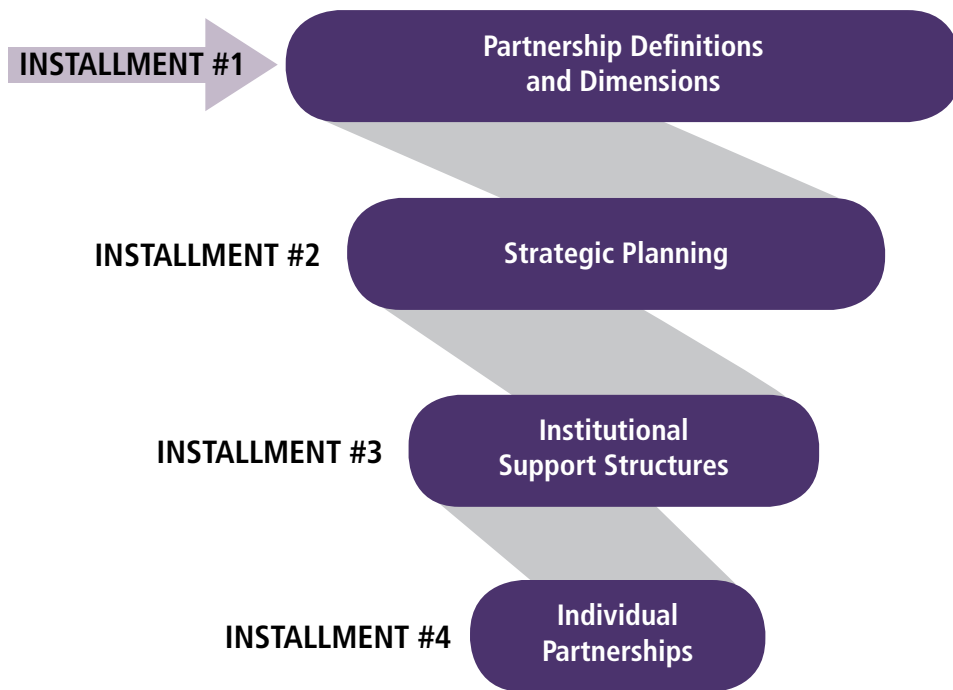 INSTALLMENT #1
Partnership Definitions
and Dimensions
INSTALLMENT #2
Strategic Planning
INSTALLMENT #3
Institutional
Support Structures
INSTALLMENT #4
Individual
Partnerships